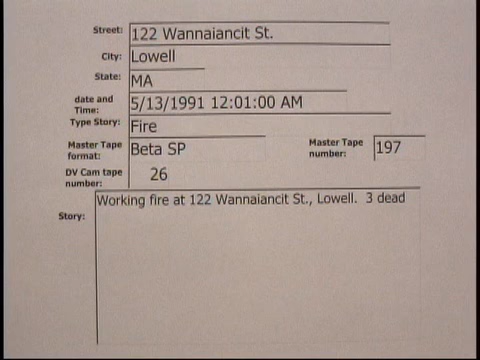 Street: 122 Wannaiancit St.
City: Lowell
State: MA
date and Time: 5/13/1991 12:01:00 AM
Type Story: Fire
Master Tape format: Beta SP Master Tape number: 197
DV Cam tape number: 26
Story: Working fire at 122 Wannaiancit St., Lowell. 3 dead